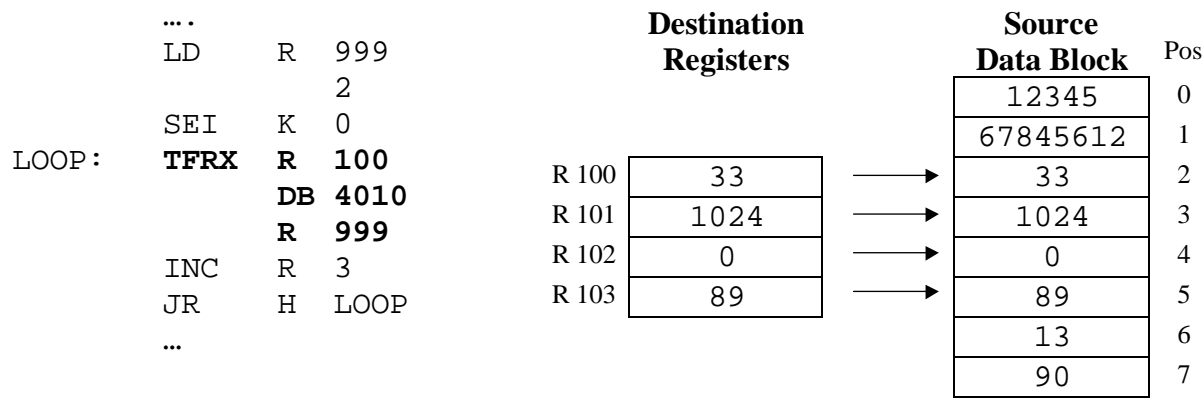 ….
LD R 999
2
SEI K 0
LOOP: TFRX R 100
DB 4010
R 999
INC R 3
JR H LOOP
…
Destination
Registers
R 100 33
R 101 1024
R 102 0
R 103 89
Source
Data Block Pos
12345 0
67845612 1
33 2
1024 3
0 4
89 5
13 6
90 7